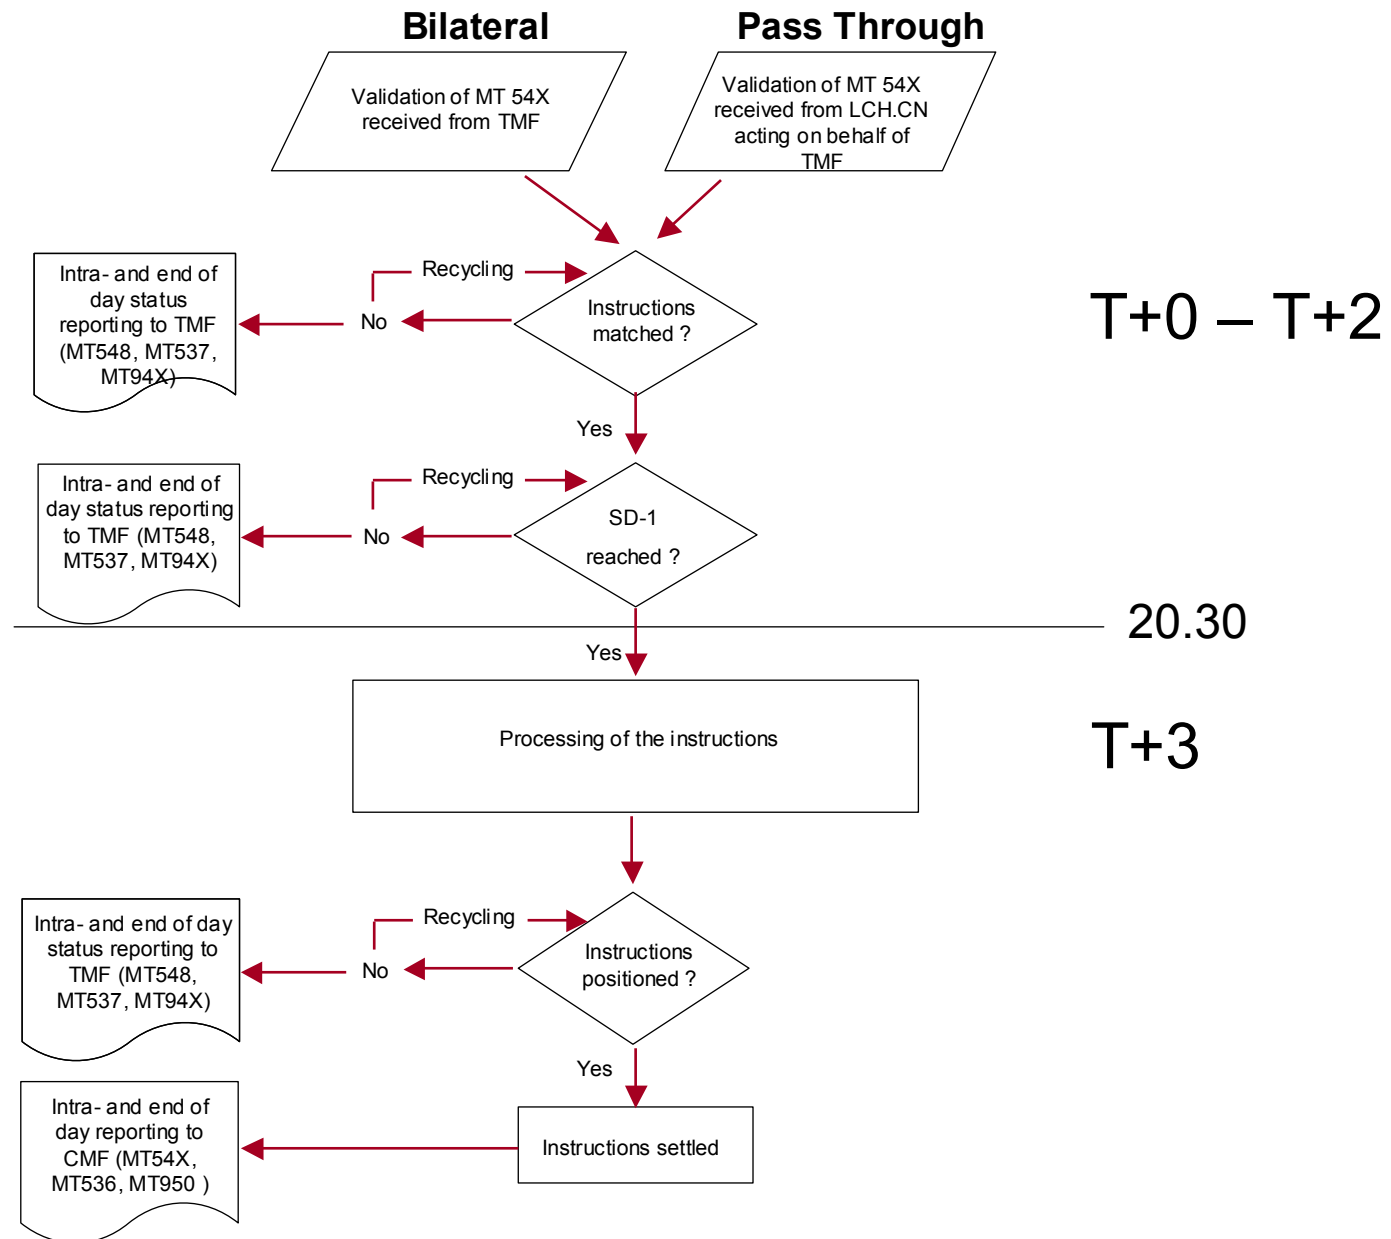 Bilateral
Pass Through
Validation of MT 54X
received from TMF
Validation of MT 54X
received from LCH.CN
acting on behalf of
TMF
Intra- and end of
day status
reporting to TMF
(MT548, MT537,
MT94X)
Recycling
No
Instructions
matched ?
T+0 – T+2
Yes
Intra- and end of
day status reporting
to TMF (MT548,
MT537, MT94X)
Recycling
No
SD-1
reached ?
20.30
Yes
Processing of the instructions
T+3
Intra- and end of day
status reporting to
TMF (MT548,
MT537, MT94X)
Recycling
No
Instructions
positioned ?
Yes
Intra- and end of
day reporting to
CMF (MT54X,
MT536, MT950 )
Instructions settled